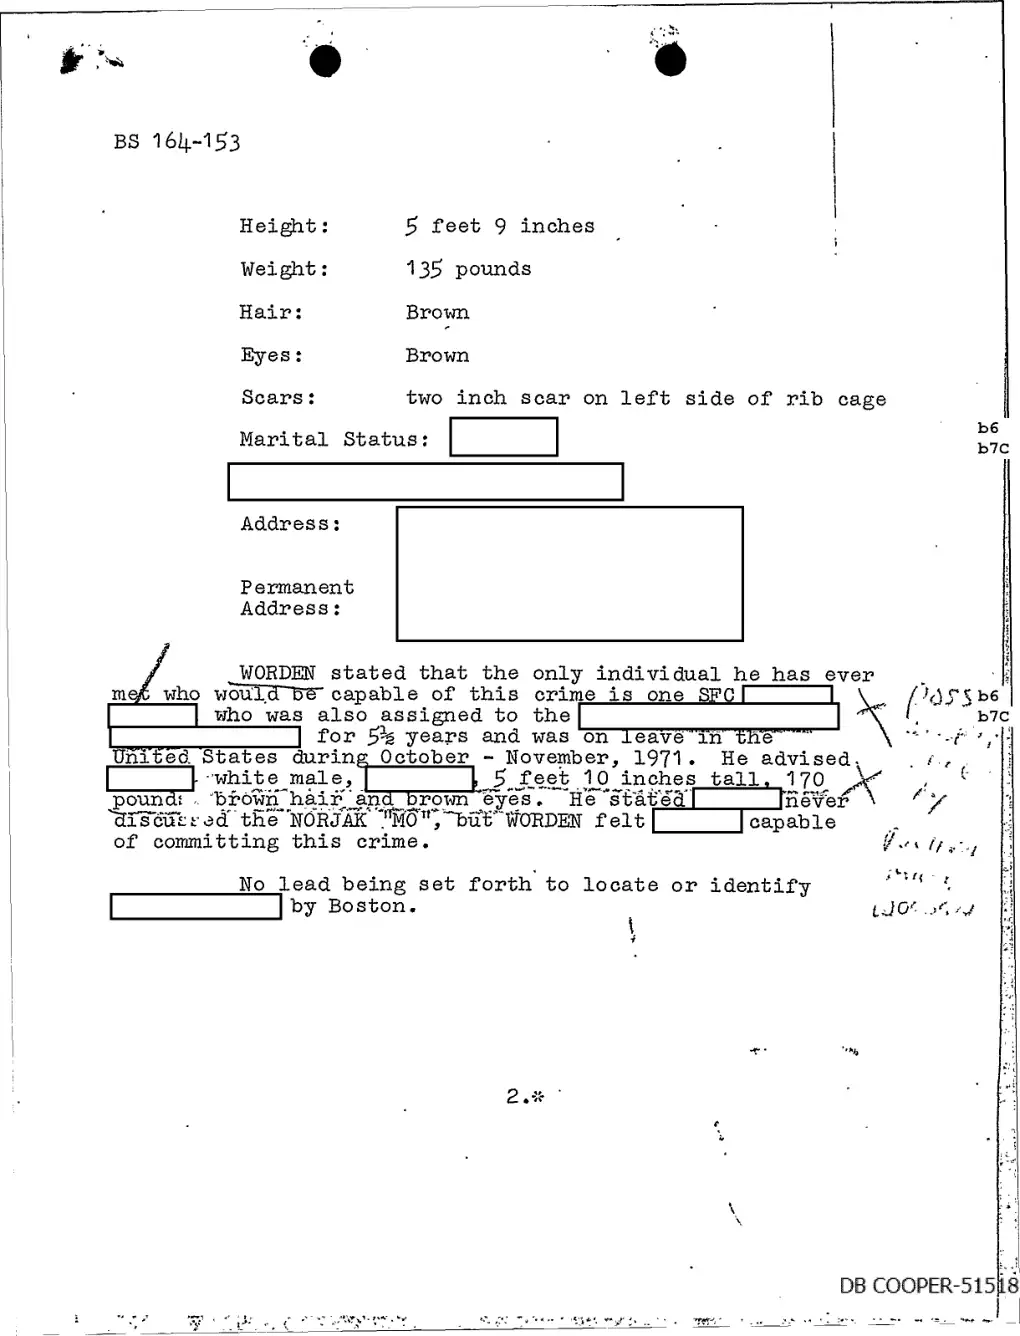 BS 164-153
Height: 5 feet 9 inches
Weight: 135 pounds
Hair: Brown
Eyes: Brown
Scars: two inch scar on left side of rib cage
Marital Status:
b6
b7C
Address:
Permanent
Address:
WORDEN stated that the only individual he has ever
met who would be capable of this crime is one SFC
who was also assigned to the
for 5½ years and was on leave in the
United States during October - November, 1971. He advised
white male, , 5 feet 10 inches tall, 170
pounds brown hair and brown eyes. He stated never
discussed the NORJAK "MO", but WORDEN felt capable
of committing this crime.
poss
b6
b7C
by
No lead being set forth to locate or identify
by Boston.
2.*
DB COOPER-51518